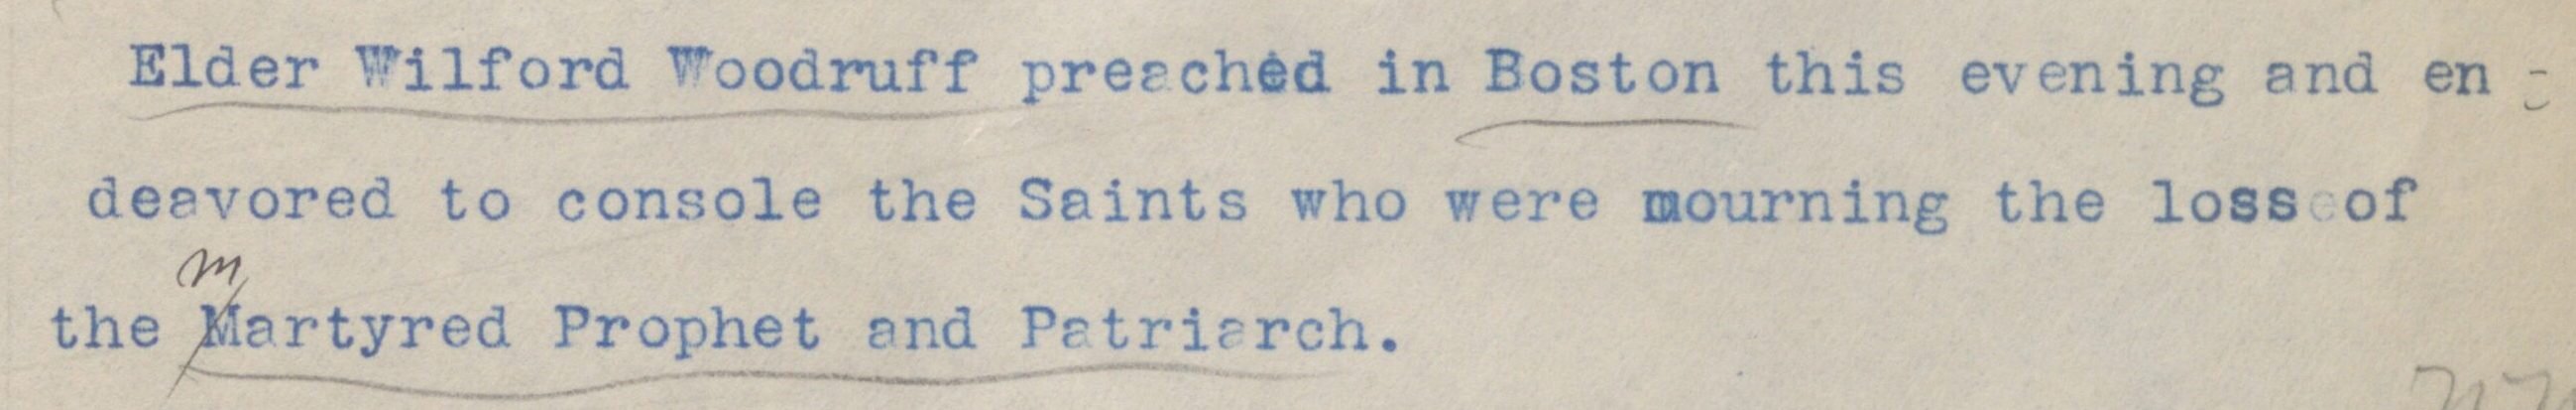 Elder Wilford Woodruff preached in Boston this evening and en-
deavored to console the Saints who were mourning the loss of
m
the Martyred Prophet and Patriarch.